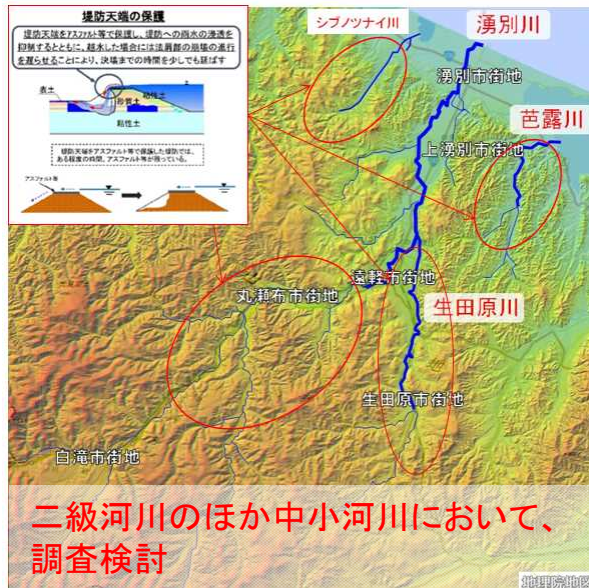 堤防天端の保護
堤防天端をアスファルト等で保護し、堤防への雨水の浸透を
抑制するとともに、越水した場合には法肩部の崩壊の進行
を遅らせることにより、決壊までの時間を少しでも延ばす
表土
粘性土
砂質土
粘性土
堤防天端をアスファルト等で保護した堤防では、
ある程度の時間、アスファルト等が残っている。
アスファルト等
シブノツナイ川
湧別川
湧別市街地
芭露川
上湧別市街地
遠軽市街地
丸瀬布市街地
生田原川
生田原市街地
白滝市街地
二級河川のほか中小河川において、
調査検討
地理院地図